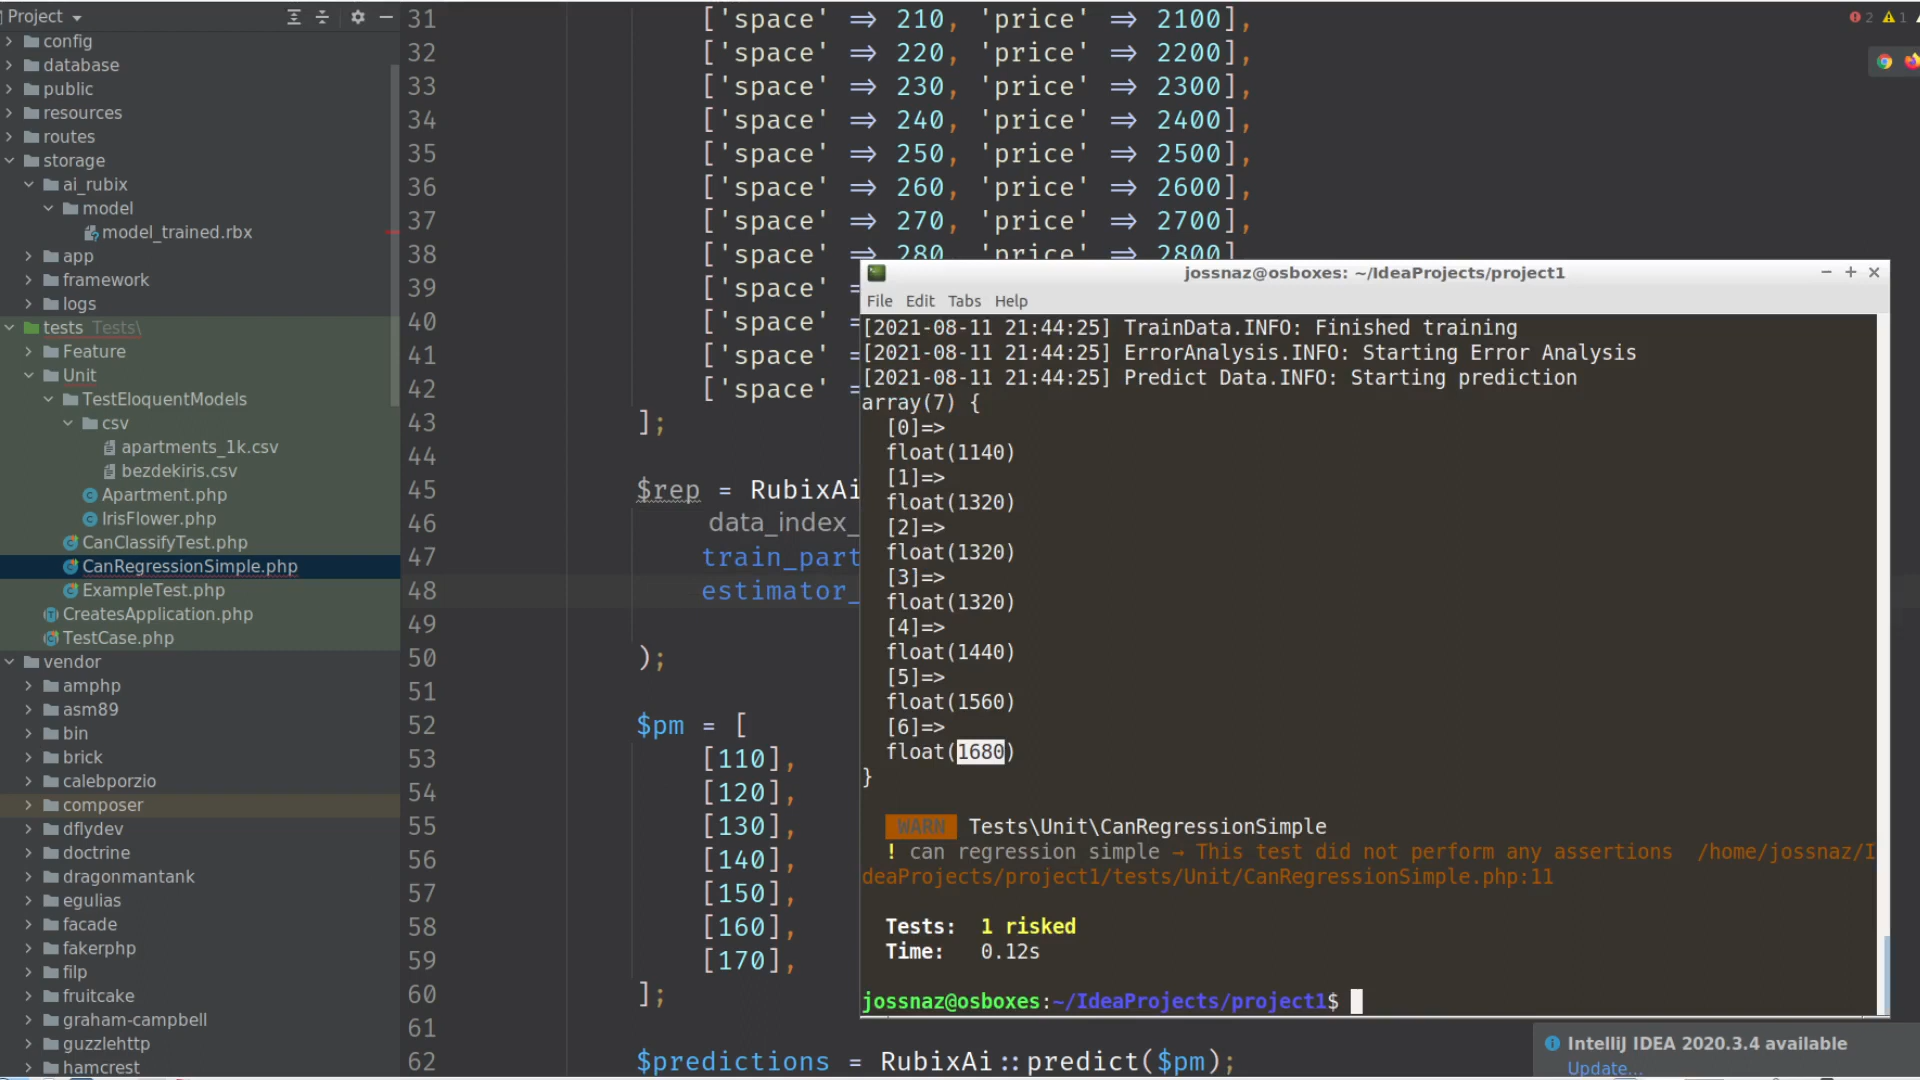 Project
config
database
public
resources
routes
storage
ai_rubix
model
model_trained.rbx
app
framework
logs
tests Tests\
Feature
Unit
TestEloquentModels
csv
apartments_1k.csv
bezdekiris.csv
Apartment.php
IrisFlower.php
CanClassifyTest.php
CanRegressionSimple.php
ExampleTest.php
CreatesApplication.php
TestCase.php
vendor
amphp
asm89
bin
brick
calebporzio
composer
dflydev
doctrine
dragonmantank
egulias
facade
fakerphp
filp
fruitcake
graham-campbell
guzzlehttp
hamcrest
31 ['space' => 210, 'price' => 2100],
32 ['space' => 220, 'price' => 2200],
33 ['space' => 230, 'price' => 2300],
34 ['space' => 240, 'price' => 2400],
35 ['space' => 250, 'price' => 2500],
36 ['space' => 260, 'price' => 2600],
37 ['space' => 270, 'price' => 2700],
38 ['space' => 280, 'price' => 2800],
39 ['space' =
40 ['space' =
41 ['space' =
42 ['space' =
43 ];
44
45 $rep = RubixAi
46 data_index_
47 train_part
48 estimator_
49
50 );
51
52 $pm = [
53 [110],
54 [120],
55 [130],
56 [140],
57 [150],
58 [160],
59 [170],
60 ];
61
62 $predictions = RubixAi::predict($pm);
2 1
jossnaz@osboxes: ~/IdeaProjects/project1
File Edit Tabs Help
[2021-08-11 21:44:25] TrainData.INFO: Finished training
[2021-08-11 21:44:25] ErrorAnalysis.INFO: Starting Error Analysis
[2021-08-11 21:44:25] Predict Data.INFO: Starting prediction
array(7) {
[0]=>
float(1140)
[1]=>
float(1320)
[2]=>
float(1320)
[3]=>
float(1320)
[4]=>
float(1440)
[5]=>
float(1560)
[6]=>
float(1680)
}
WARN Tests\Unit\CanRegressionSimple
! can regression simple → This test did not perform any assertions /home/jossnaz/I
deaProjects/project1/tests/Unit/CanRegressionSimple.php:11
Tests: 1 risked
Time: 0.12s
jossnaz@osboxes:~/IdeaProjects/project1$
IntelliJ IDEA 2020.3.4 available
Update...